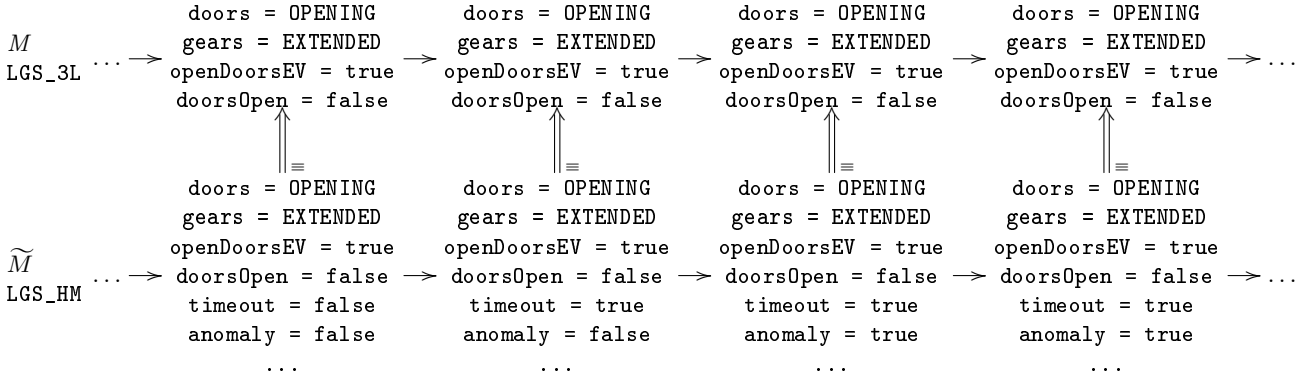 doors = OPENING doors = OPENING doors = OPENING doors = OPENING
M gears = EXTENDED gears = EXTENDED gears = EXTENDED gears = EXTENDED
LGS_3L ... openDoorsEV = true openDoorsEV = true openDoorsEV = true openDoorsEV = true ...
doorsOpen = false doorsOpen = false doorsOpen = false doorsOpen = false
≡ ≡ ≡ ≡
doors = OPENING doors = OPENING doors = OPENING doors = OPENING
gears = EXTENDED gears = EXTENDED gears = EXTENDED gears = EXTENDED
openDoorsEV = true openDoorsEV = true openDoorsEV = true openDoorsEV = true
M̃ ... doorsOpen = false doorsOpen = false doorsOpen = false doorsOpen = false ...
LGS_HM timeout = false timeout = true timeout = true timeout = true
anomaly = false anomaly = false anomaly = true anomaly = true
... ... ... ...